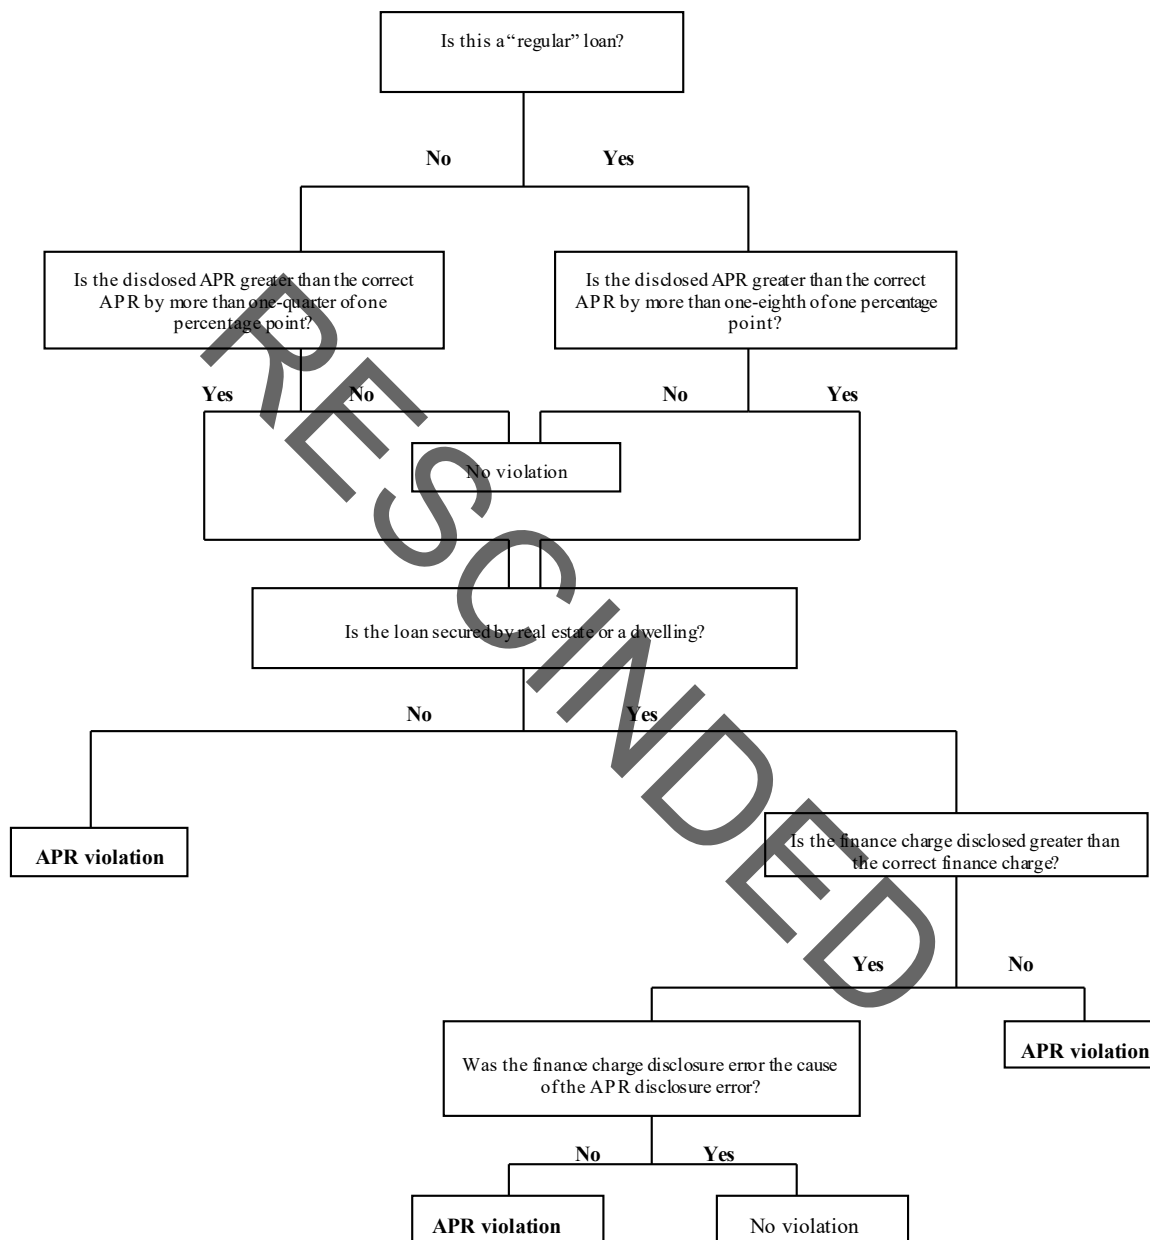 Is this a “regular” loan?
No
Yes
Is the disclosed APR greater than the correct
APR by more than one-quarter of one
percentage point?
Is the disclosed APR greater than the correct
APR by more than one-eighth of one percentage
point?
Yes
No
No
Yes
No violation
Is the loan secured by real estate or a dwelling?
No
Yes
APR violation
Is the finance charge disclosed greater than
the correct finance charge?
Yes
No
Was the finance charge disclosure error the cause
of the APR disclosure error?
APR violation
No
Yes
APR violation
No violation
RESCINDED